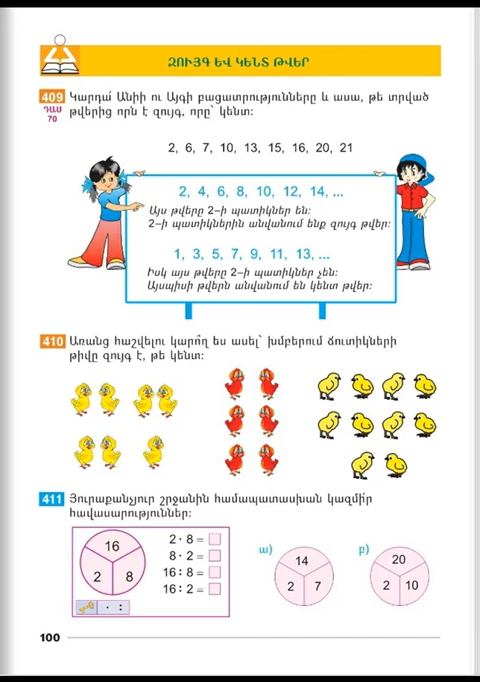 ԶՈՒՅԳ ԵՎ ԿԵՆՏ ԹՎԵՐ
409 Կարդա՛ Անիի ու Այգի բացատրությունները և ասա, թե տրված
ԴԱՍ 70
թվերից որն է զույգ, որը՝ կենտ:
2, 6, 7, 10, 13, 15, 16, 20, 21
2, 4, 6, 8, 10, 12, 14, ...
Այս թվերը 2–ի պատիկներ են:
2–ի պատիկներին անվանում ենք զույգ թվեր:
1, 3, 5, 7, 9, 11, 13, ...
Իսկ այս թվերը 2–ի պատիկներ չեն:
Այսպիսի թվերն անվանում են կենտ թվեր:
410 Առանց հաշվելու կարո՞ղ ես ասել՝ խմբերում ճուտիկների
թիվը զույգ է, թե կենտ:
411 Յուրաքանչյուր շրջանին համապատասխան կազմի՛ր
հավասարություններ:
16
2 8
2 · 8 =
8 · 2 =
16 : 8 =
16 : 2 =
· :
ա)
14
2 7
բ)
20
2 10
100